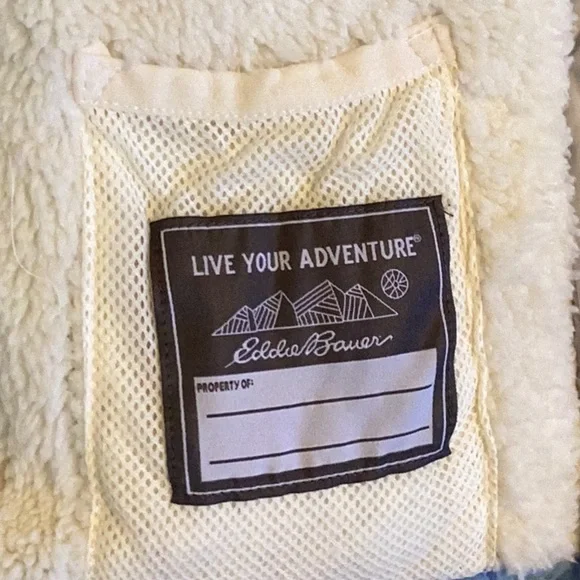 LIVE YOUR ADVENTURE®
Eddie Bauer
PROPERTY OF: